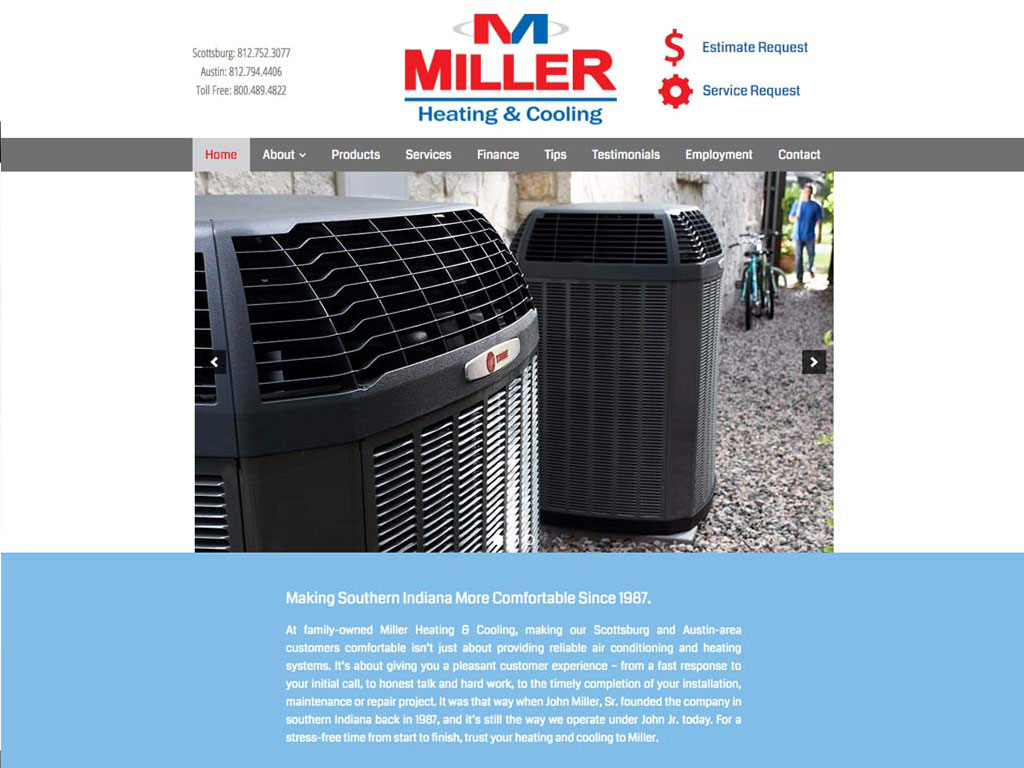 Scottsburg: 812.752.3077
Austin: 812.794.4406
Toll Free: 800.489.4822
MILLER
Heating & Cooling
$ Estimate Request
Service Request
Home About Products Services Finance Tips Testimonials Employment Contact
TRANE
Making Southern Indiana More Comfortable Since 1987.
At family-owned Miller Heating & Cooling, making our Scottsburg and Austin-area
customers comfortable isn't just about providing reliable air conditioning and heating
systems. It's about giving you a pleasant customer experience – from a fast response to
your initial call, to honest talk and hard work, to the timely completion of your installation,
maintenance or repair project. It was that way when John Miller, Sr. founded the company in
southern Indiana back in 1987, and it's still the way we operate under John Jr. today. For a
stress-free time from start to finish, trust your heating and cooling to Miller.